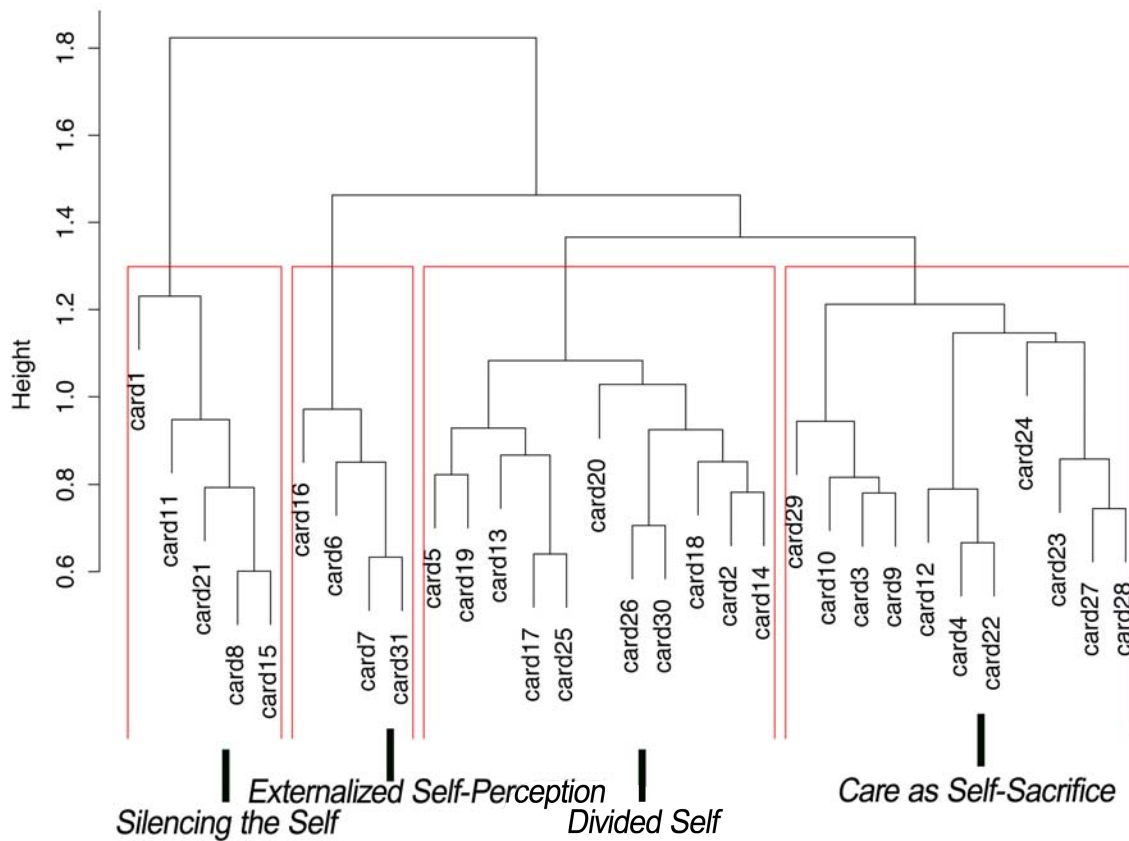 Height
1.8
1.6
1.4
1.2
1.0
0.8
0.6
card1
card11
card21
card8
card15
card16
card6
card7
card31
card5
card19
card13
card17
card25
card20
card26
card30
card18
card2
card14
card29
card10
card3
card9
card12
card4
card22
card24
card23
card27
card28
Externalized Self-Perception
Care as Self-Sacrifice
Silencing the Self
Divided Self